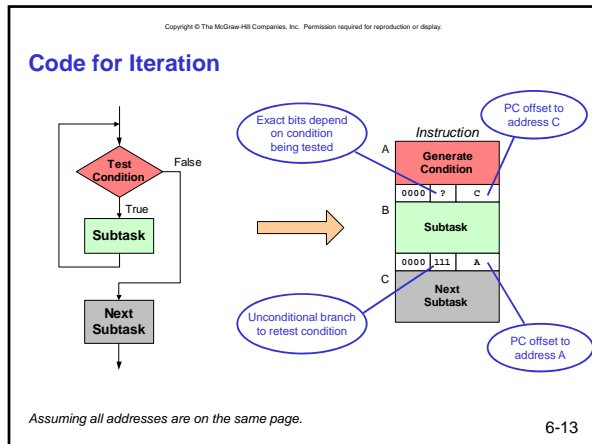 Copyright © The McGraw-Hill Companies, Inc. Permission required for reproduction or display.
Code for Iteration
Test
Condition
False
True
Subtask
Next
Subtask
Exact bits depend
on condition
being tested
Instruction
PC offset to
address C
A
Generate
Condition
0000 ? C
B
Subtask
0000 111 A
C
Next
Subtask
Unconditional branch
to retest condition
PC offset to
address A
Assuming all addresses are on the same page.
6-13